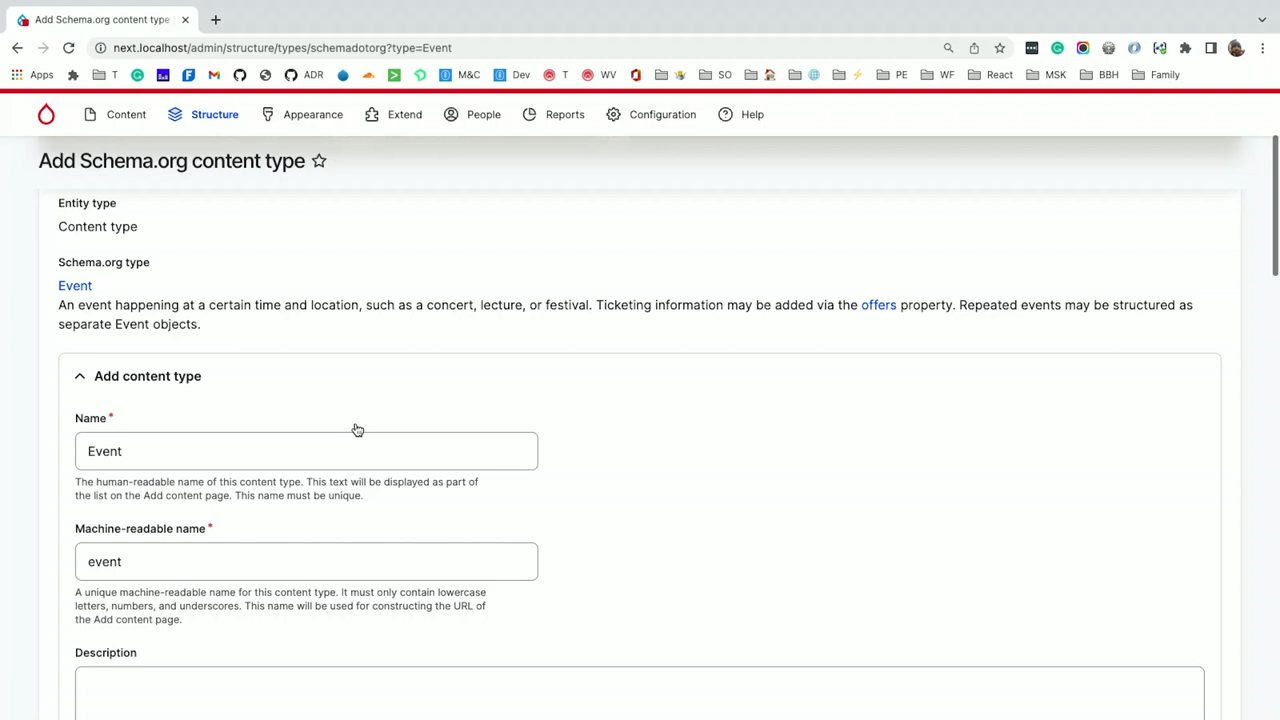 Add Schema.org content type
next.localhost/admin/structure/types/schemadotorg?type=Event
Apps T ADR M&C Dev T WV SO PE WF React MSK BBH Family
Content Structure Appearance Extend People Reports Configuration Help
Add Schema.org content type
Entity type
Content type
Schema.org type
Event
An event happening at a certain time and location, such as a concert, lecture, or festival. Ticketing information may be added via the offers property. Repeated events may be structured as
separate Event objects.
Add content type
Name *
Event
The human-readable name of this content type. This text will be displayed as part of
the list on the Add content page. This name must be unique.
Machine-readable name *
event
A unique machine-readable name for this content type. It must only contain lowercase
letters, numbers, and underscores. This name will be used for constructing the URL of
the Add content page.
Description